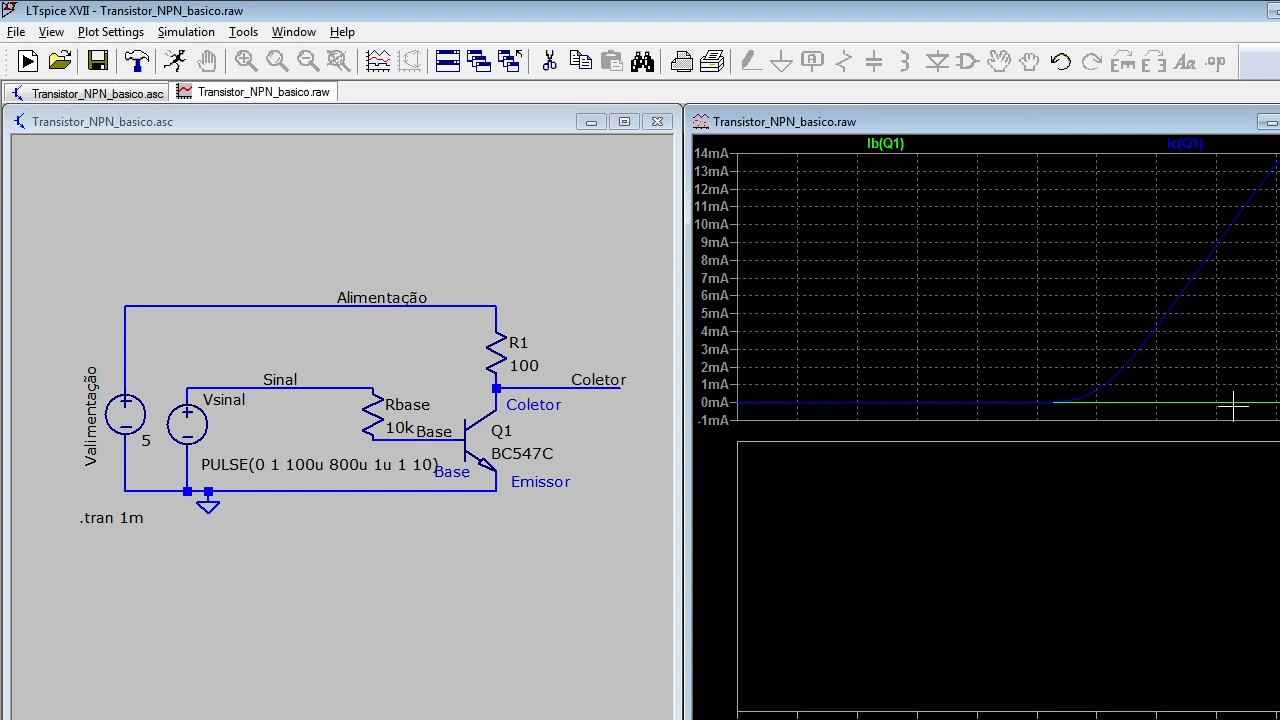 LTspice XVII - Transistor_NPN_basico.raw
File View Plot Settings Simulation Tools Window Help
Transistor_NPN_basico.asc Transistor_NPN_basico.raw
Transistor_NPN_basico.asc
Alimentação
R1
100
Sinal
Coletor
Valimentação
Vsinal
Rbase
Coletor
10k
Base
Q1
5
BC547C
PULSE(0 1 100u 800u 1u 1 10)
Base
Emissor
.tran 1m
Transistor_NPN_basico.raw
Ib(Q1) Ic(Q1)
14mA
13mA
12mA
11mA
10mA
9mA
8mA
7mA
6mA
5mA
4mA
3mA
2mA
1mA
0mA
-1mA